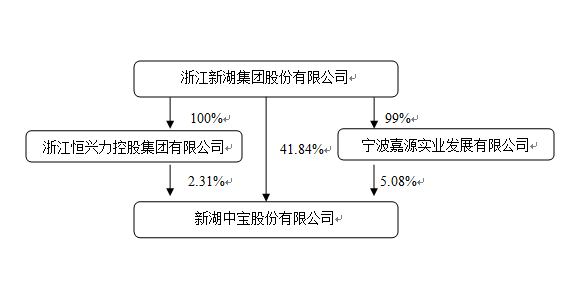 浙江新湖集团股份有限公司
100%
99%
浙江恒兴力控股集团有限公司
41.84%
宁波嘉源实业发展有限公司
2.31%
5.08%
新湖中宝股份有限公司